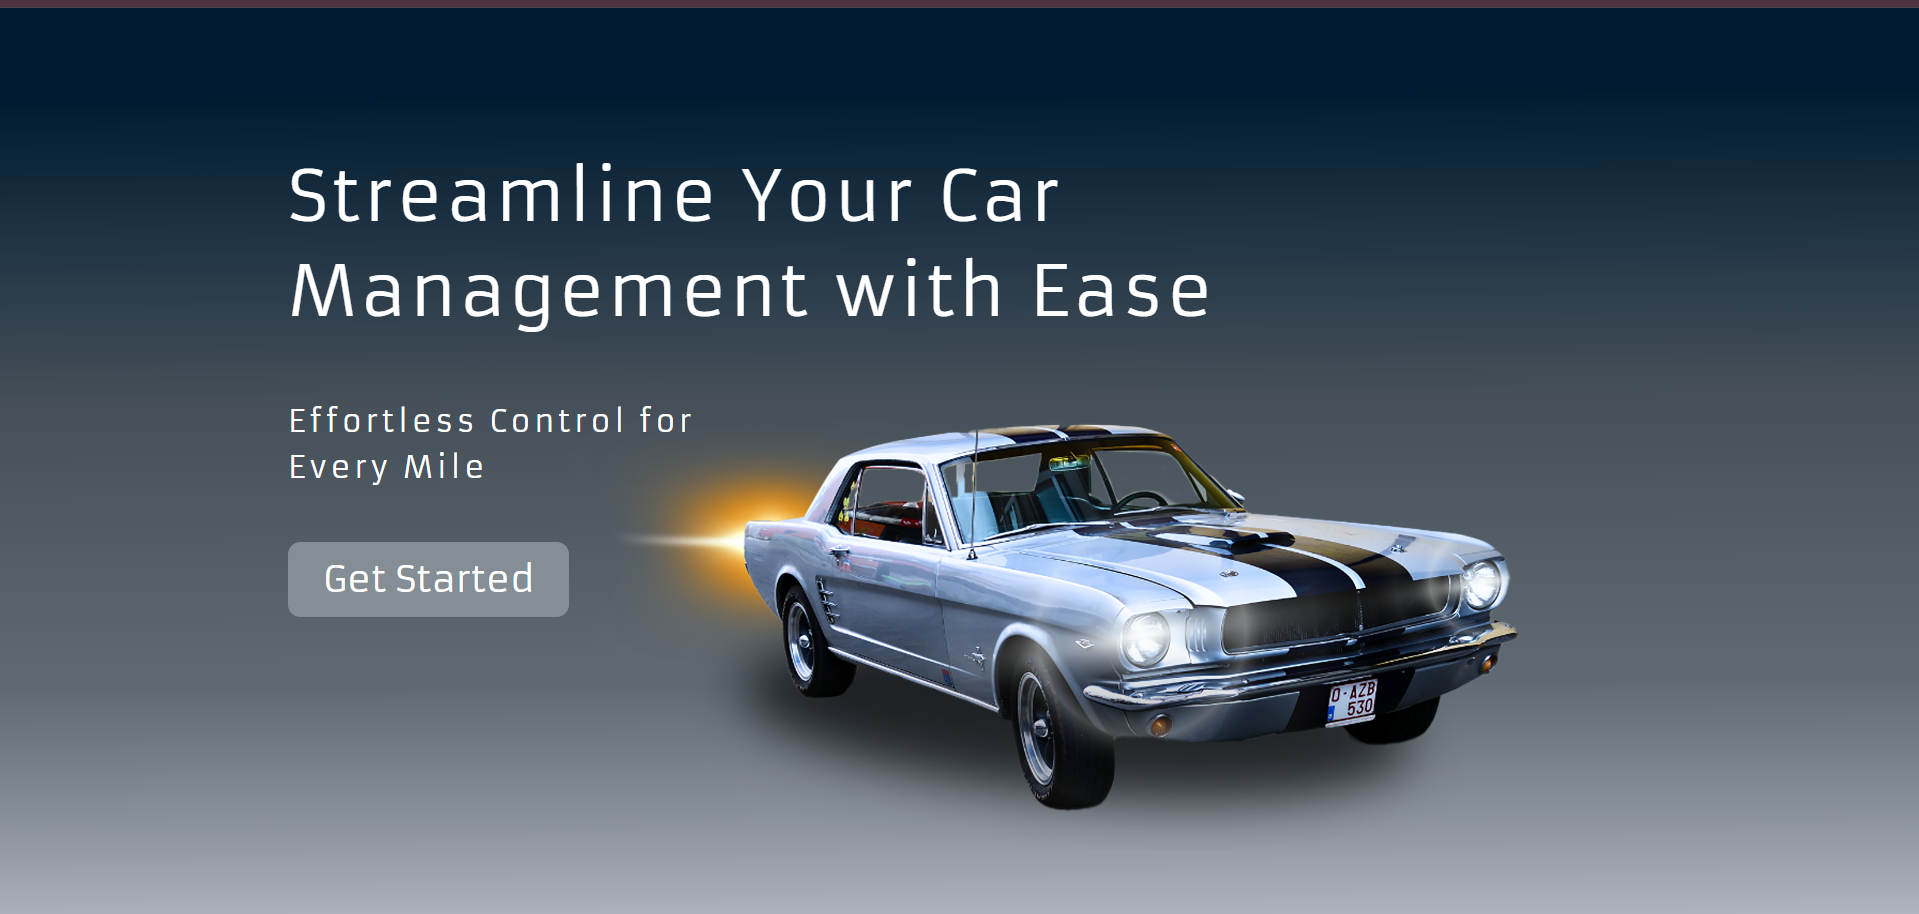 Streamline Your Car
Management with Ease
Effortless Control for
Every Mile
Get Started
O-AZB
530